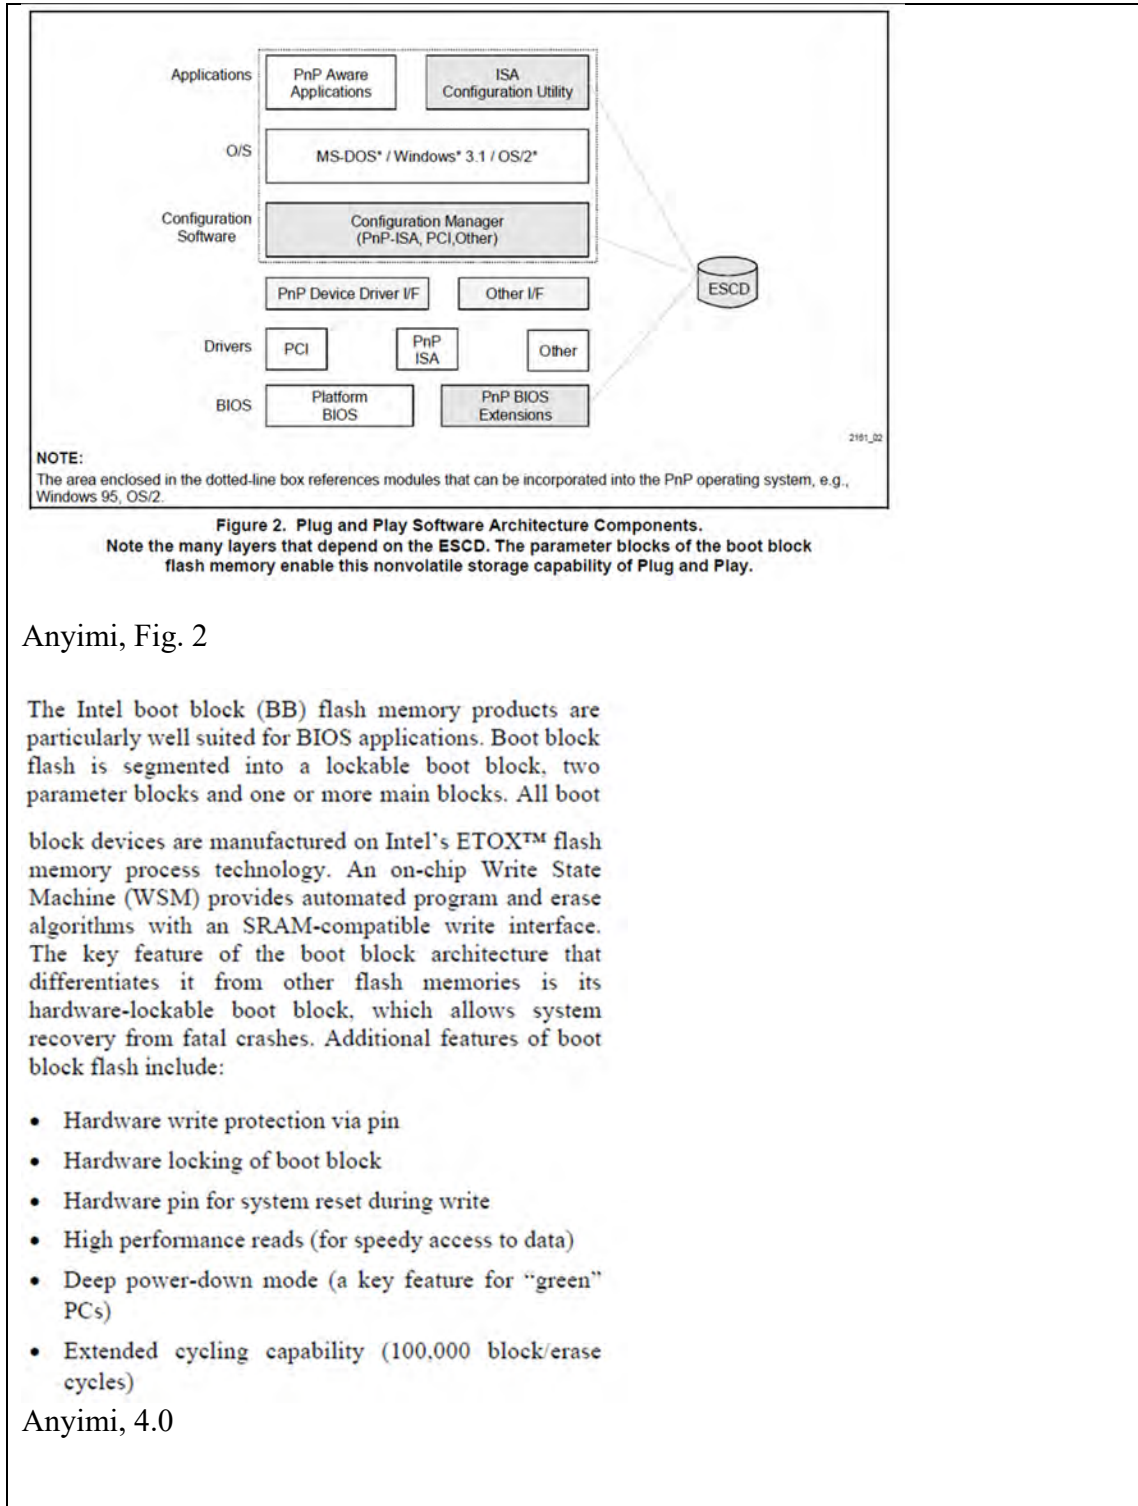 Applications
PnP Aware
Applications
ISA
Configuration Utility
O/S
MS-DOS* / Windows* 3.1 / OS/2*
Configuration
Software
Configuration Manager
(PnP-ISA, PCI,Other)
ESCD
PnP Device Driver I/F
Other I/F
Drivers
PCI
PnP
ISA
Other
BIOS
Platform
BIOS
PnP BIOS
Extensions
2161_02
NOTE:
The area enclosed in the dotted-line box references modules that can be incorporated into the PnP operating system, e.g.,
Windows 95, OS/2.
Figure 2. Plug and Play Software Architecture Components.
Note the many layers that depend on the ESCD. The parameter blocks of the boot block
flash memory enable this nonvolatile storage capability of Plug and Play.
Anyimi, Fig. 2
The Intel boot block (BB) flash memory products are
particularly well suited for BIOS applications. Boot block
flash is segmented into a lockable boot block, two
parameter blocks and one or more main blocks. All boot
block devices are manufactured on Intel's ETOX™ flash
memory process technology. An on-chip Write State
Machine (WSM) provides automated program and erase
algorithms with an SRAM-compatible write interface.
The key feature of the boot block architecture that
differentiates it from other flash memories is its
hardware-lockable boot block, which allows system
recovery from fatal crashes. Additional features of boot
block flash include:
• Hardware write protection via pin
• Hardware locking of boot block
• Hardware pin for system reset during write
• High performance reads (for speedy access to data)
• Deep power-down mode (a key feature for "green"
PCs)
• Extended cycling capability (100,000 block/erase
cycles)
Anyimi, 4.0